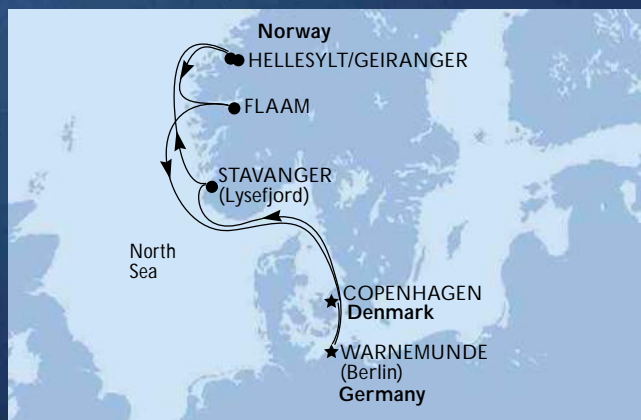 Norway
HELLESYLT/GEIRANGER
FLAAM
STAVANGER
(Lysefjord)
North
Sea
COPENHAGEN
Denmark
WARNEMUNDE
(Berlin)
Germany